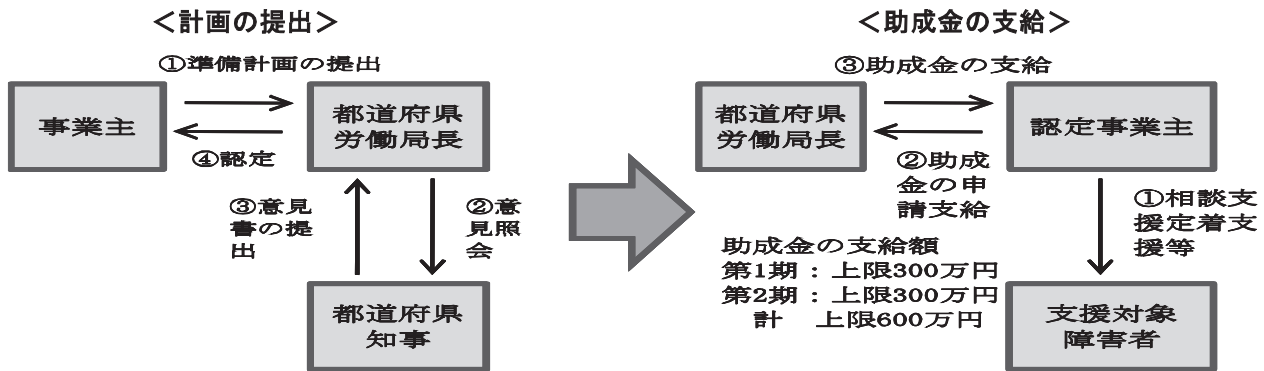 ＜計画の提出＞
①準備計画の提出
事業主
都道府県
労働局長
④認定
③意見
書の提
出
②意
見照
会
都道府県
知事
＜助成金の支給＞
③助成金の支給
都道府県
労働局長
認定事業主
②助成
金の申
請支給
①相談支
援定着支
援等
助成金の支給額
第1期：上限300万円
第2期：上限300万円
計　上限600万円
支援対象
障害者